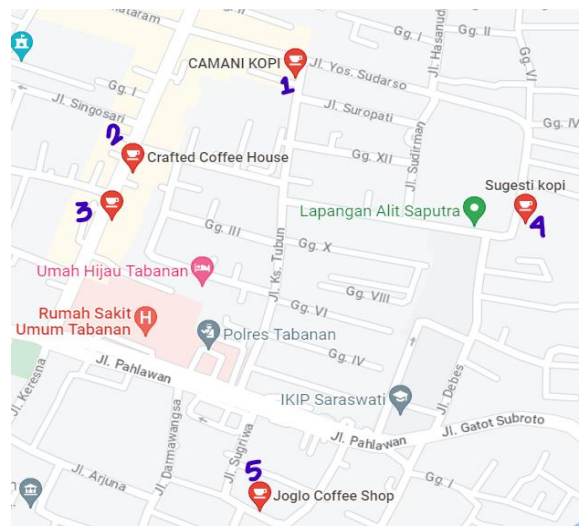 ataram
Gg. II
Gg. I
Gg. II
Jl. Hasanud
CAMANI KOPI
1
Jl. Yos. Sudarso
Gg. VI
Gg. I
Jl. Singosari
Jl. Suropati
Gg. IV
2
Crafted Coffee House
Gg. XII
Jl. Sudirman
3
Sugesti kopi
Lapangan Alit Saputra
4
Gg. III
Gg. X
Jl. Ks. Tubun
Umah Hijau Tabanan
Gg. VIII
Gg. VI
Rumah Sakit
Umum Tabanan
H
Polres Tabanan
Gg. IV
Jl. Pahlawan
IKIP Saraswati
Jl. Debes
Jl. Keresna
Jl. Darmawangsa
Jl. Sugriwa
Jl. Pahlawan
Jl. Gatot Subroto
5
Gg. I
Jl. Arjuna
Joglo Coffee Shop